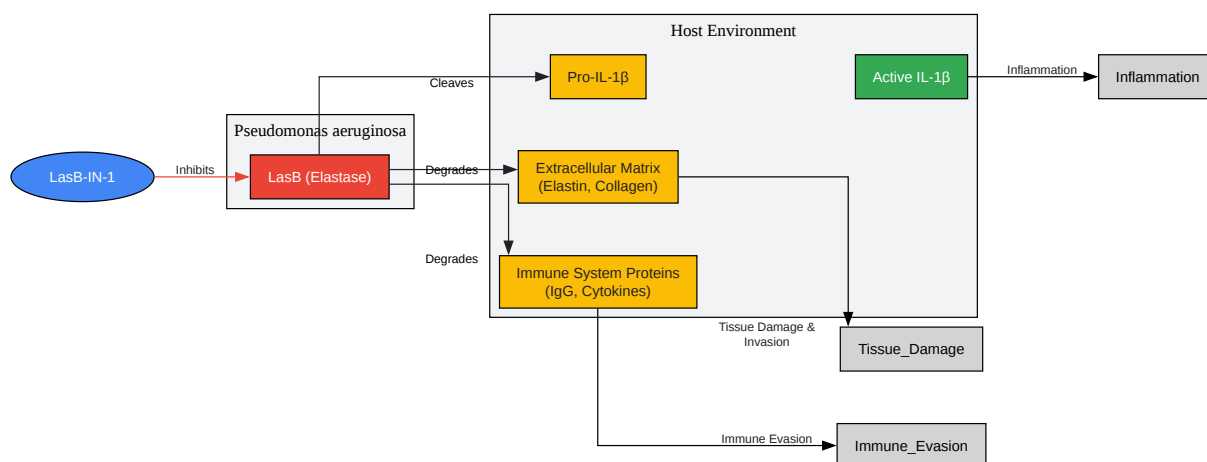 Host Environment
Pro-IL-1β
Active IL-1β
Inflammation
Inflammation
Cleaves
Pseudomonas aeruginosa
LasB-IN-1
Inhibits
LasB (Elastase)
Degrades
Extracellular Matrix
(Elastin, Collagen)
Degrades
Immune System Proteins
(IgG, Cytokines)
Tissue Damage &
Invasion
Tissue_Damage
Immune Evasion
Immune_Evasion